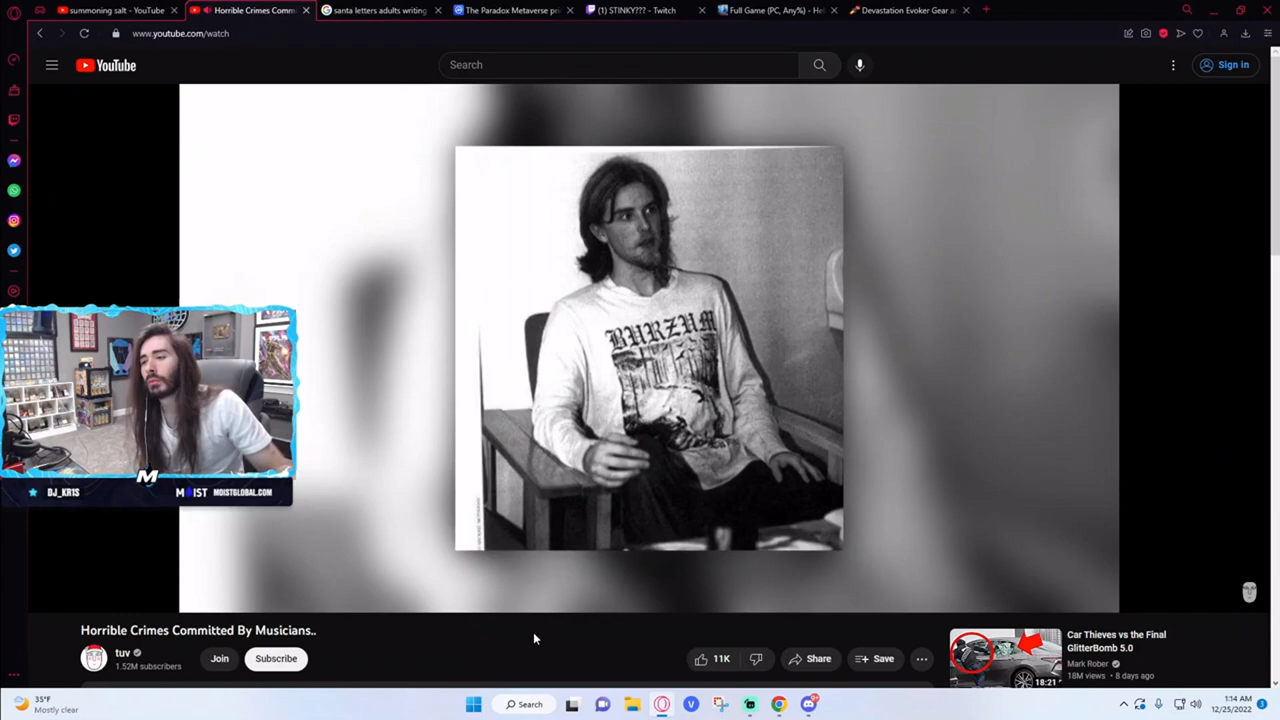 summoning salt - YouTube
Horrible Crimes Comm
santa letters adults writing
The Paradox Metaverse pr
(1) STINKY??? - Twitch
Full Game (PC, Any%) - He
Devastation Evoker Gear a
www.youtube.com/watch
YouTube
Search
Sign in
BURZUM
DJ_KR1S
M
MOIST
MOISTGLOBAL.COM
Horrible Crimes Committed By Musicians..
tuv
1.52M subscribers
Join
Subscribe
11K
Share
Save
Car Thieves vs the Final
GlitterBomb 5.0
Mark Rober
18M views • 8 days ago
18:21
35°F
Mostly clear
Search
1:14 AM
12/25/2022